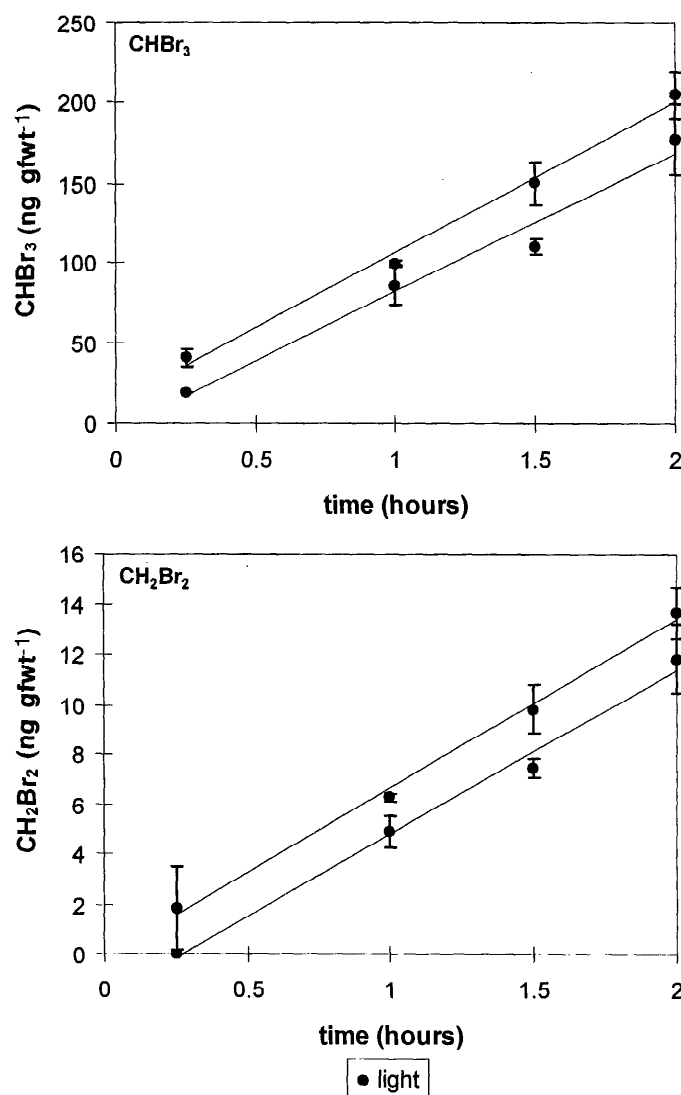 250
CHBr₃
200
150
100
50
0
CHBr₃ (ng gfwt⁻¹)
0 0.5 1 1.5 2
time (hours)
16
CH₂Br₂
14
12
10
8
6
4
2
0
CH₂Br₂ (ng gfwt⁻¹)
0 0.5 1 1.5 2
time (hours)
● light